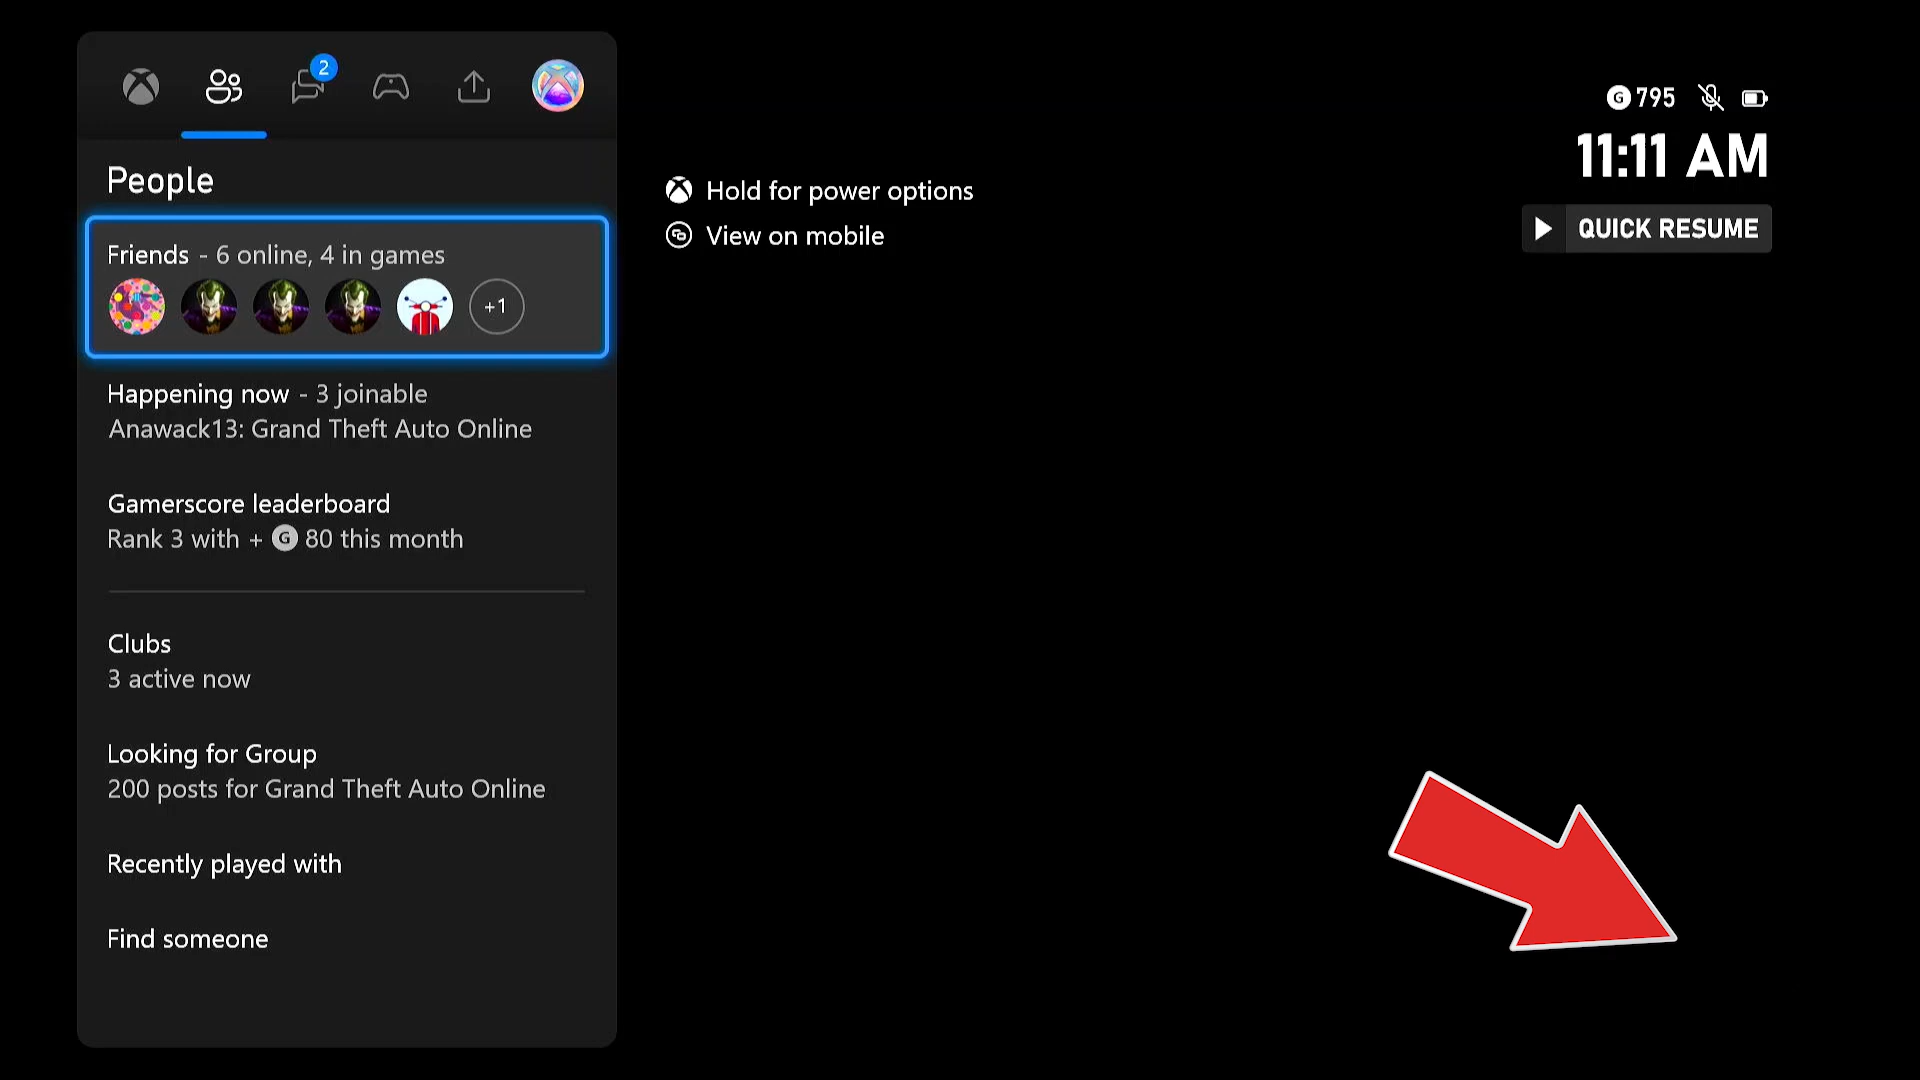 2
People
Friends - 6 online, 4 in games
+1
Happening now - 3 joinable
Anawack13: Grand Theft Auto Online
Gamerscore leaderboard
Rank 3 with + G 80 this month
Clubs
3 active now
Looking for Group
200 posts for Grand Theft Auto Online
Recently played with
Find someone
Hold for power options
View on mobile
G 795
11:11 AM
QUICK RESUME